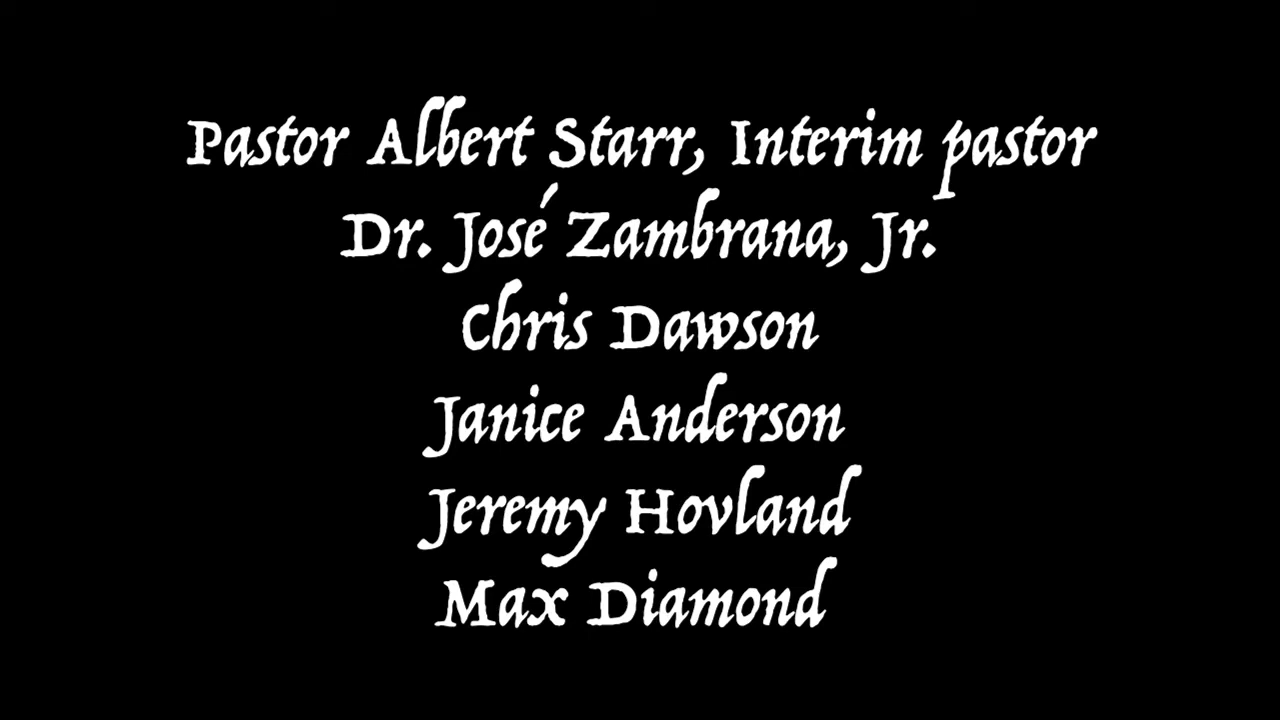 Pastor Albert Starr, Interim pastor
Dr. José Zambrana, Jr.
Chris Dawson
Janice Anderson
Jeremy Hovland
Max Diamond